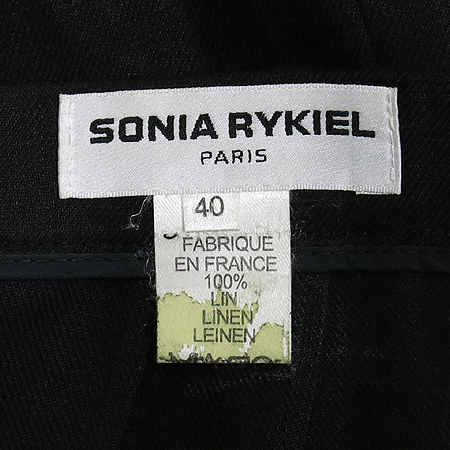 SONIA RYKIEL
PARIS
40
FABRIQUE
EN FRANCE
100%
LIN
LINEN
LEINEN